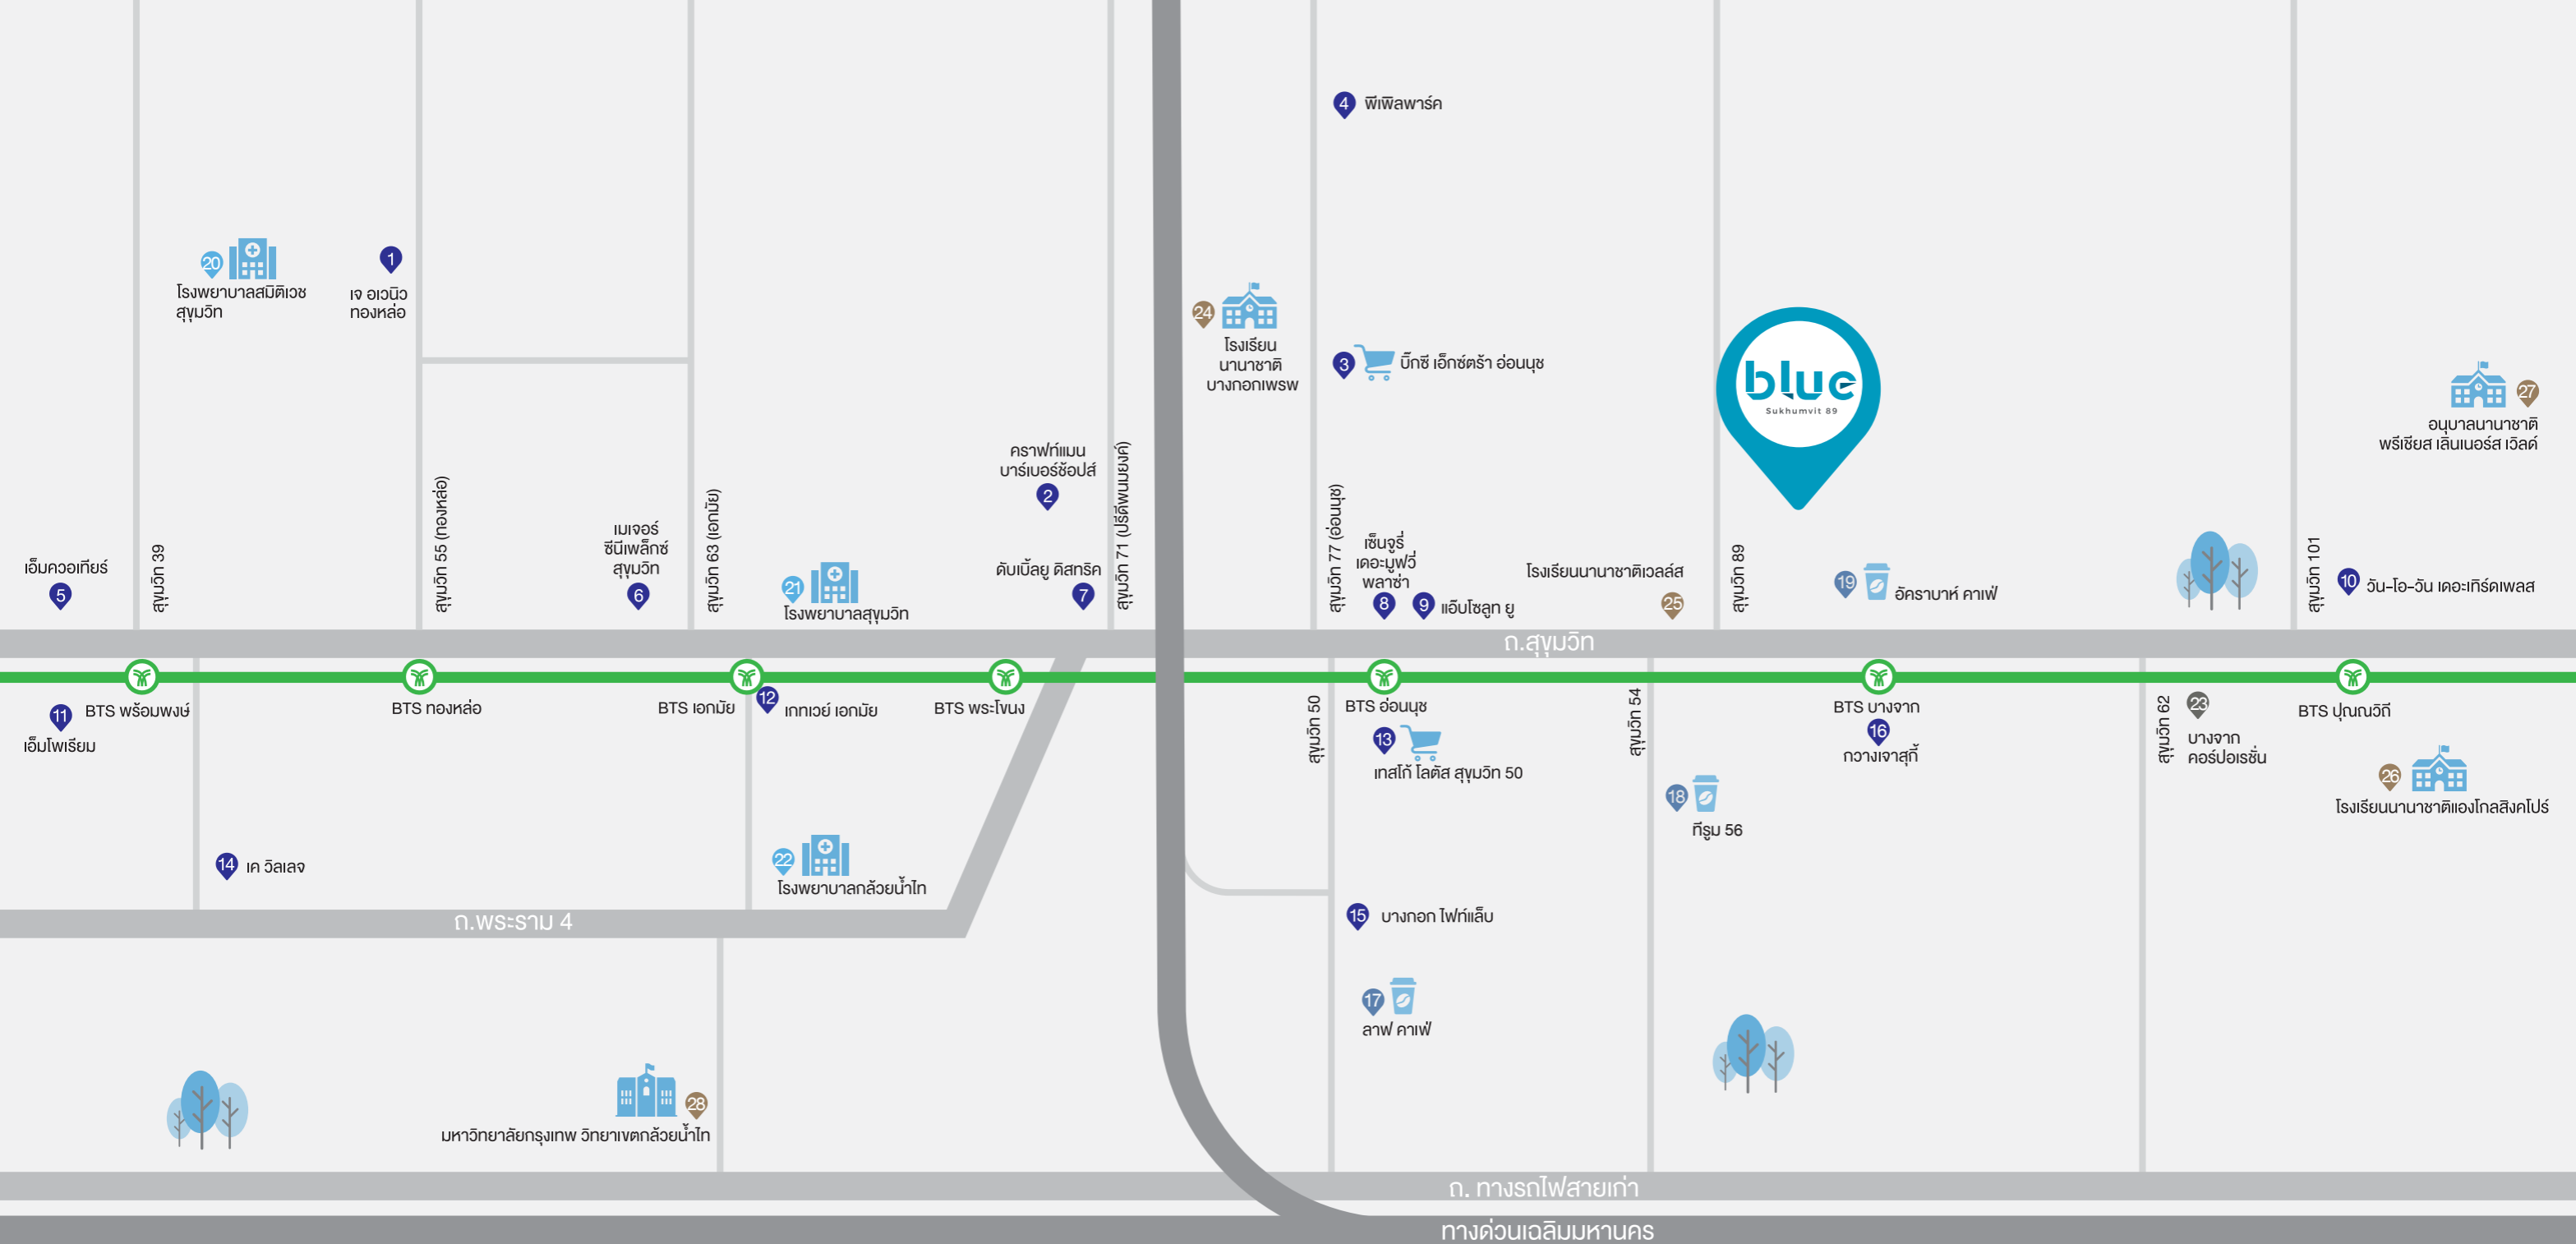 4 พีเพิลพาร์ค
20
โรงพยาบาลสมิติเวช
สุขุมวิท
1
เจ อเวนิว
ทองหล่อ
24
โรงเรียน
นานาชาติ
บางกอกเพรพ
3 บิ๊กซี เอ็กซ์ตร้า อ่อนนุช
blue
Sukhumvit 89
27
อนุบาลนานาชาติ
พรีเชียส เลินเนอร์ส เวิลด์
คราฟท์แมน
บาร์เบอร์ช้อปส์
2
เอ็มควอเทียร์
5
สุขุมวิท 39
สุขุมวิท 55 (ทองหล่อ)
เมเจอร์
ซีนีเพล็กซ์
สุขุมวิท
6
สุขุมวิท 63 (เอกมัย)
21
โรงพยาบาลสุขุมวิท
ดับเบิ้ลยู ดิสทริค
7
สุขุมวิท 71 (ปรีดีพนมยงค์)
สุขุมวิท 77 (อ่อนนุช)
เซ็นจูรี่
เดอะมูฟวี่
พลาซ่า
8
9 แอ๊บโซลูท ยู
โรงเรียนนานาชาติเวลล์ส
25
สุขุมวิท 89
19 อัคราบาห์ คาเฟ่
สุขุมวิท 101
10 วัน-โอ-วัน เดอะเทิร์ดเพลส
ถ.สุขุมวิท
11
เอ็มโพเรียม
BTS พร้อมพงษ์
BTS ทองหล่อ
BTS เอกมัย
12 เกทเวย์ เอกมัย
BTS พระโขนง
สุขุมวิท 50
BTS อ่อนนุช
13
เทสโก้ โลตัส สุขุมวิท 50
สุขุมวิท 54
BTS บางจาก
16
กวางเจาสุกี้
สุขุมวิท 62
23
บางจาก
คอร์ปอเรชั่น
BTS ปุณณวิถี
26
โรงเรียนนานาชาติแองโกลสิงคโปร์
18
ทีรูม 56
14 เค วิลเลจ
22
โรงพยาบาลกล้วยน้ำไท
ถ.พระราม 4
15 บางกอก ไฟท์แล็บ
17
ลาฟ คาเฟ่
28
มหาวิทยาลัยกรุงเทพ วิทยาเขตกล้วยน้ำไท
ถ. ทางรถไฟสายเก่า
ทางด่วนเฉลิมมหานคร